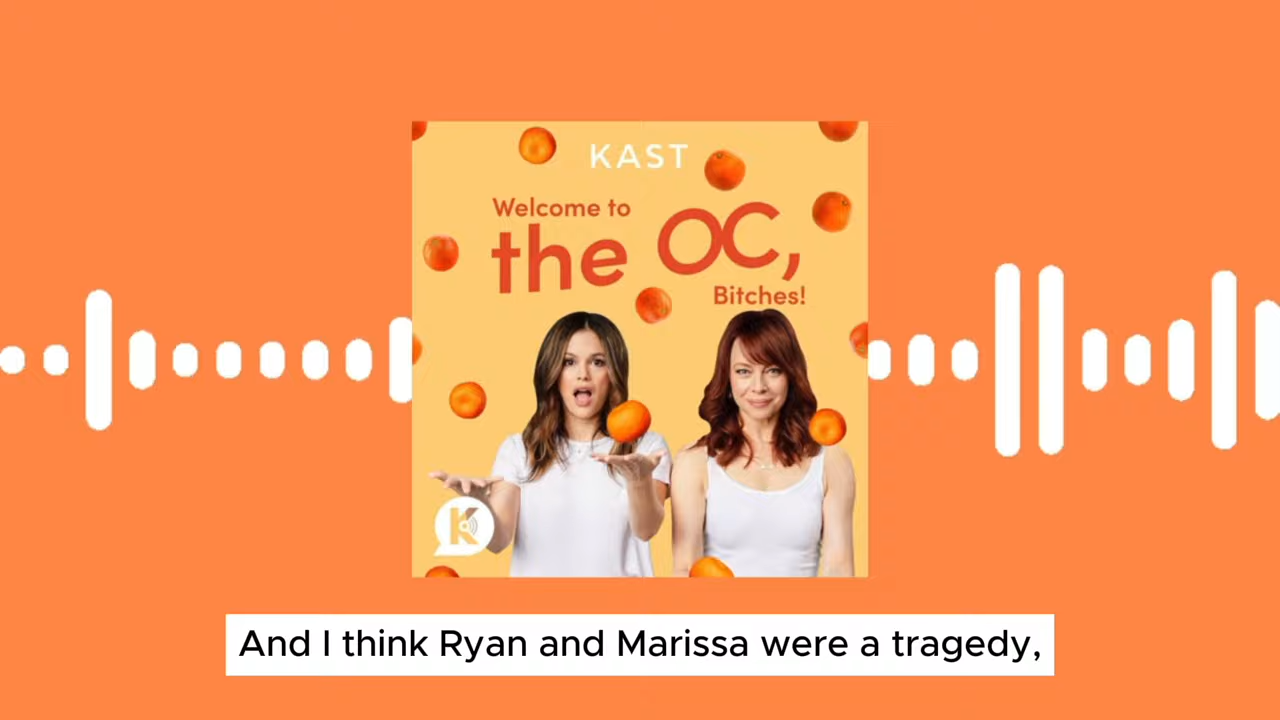 KAST
Welcome to
the OC,
Bitches!
K
And I think Ryan and Marissa were a tragedy,